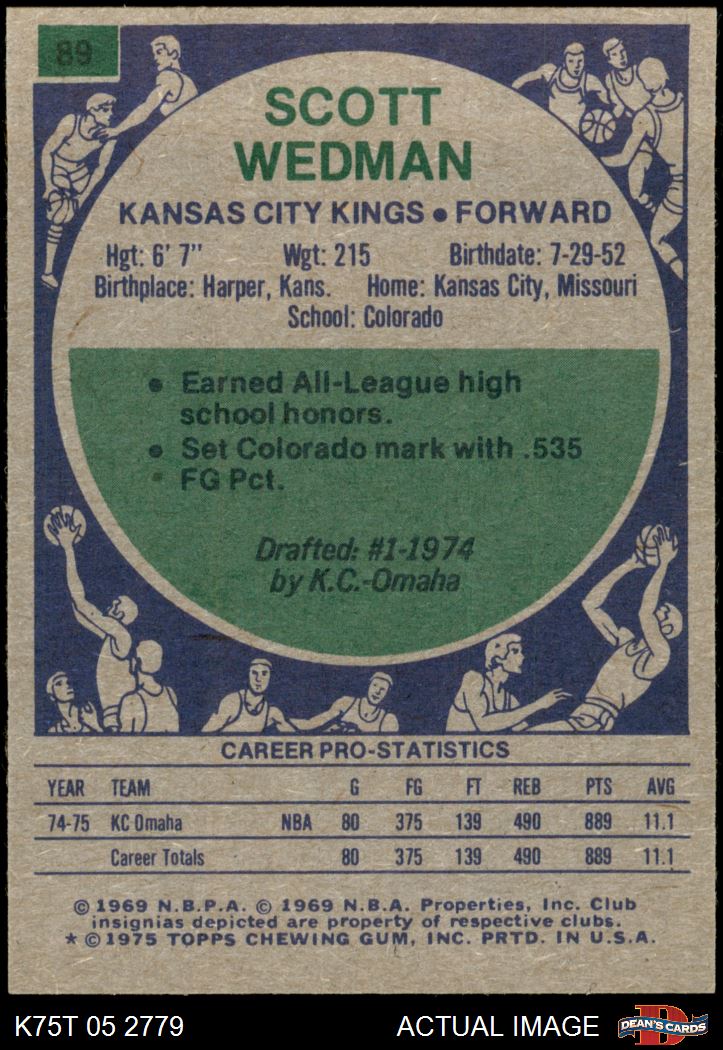 89
SCOTT
WEDMAN
KANSAS CITY KINGS • FORWARD
Hgt: 6' 7" Wgt: 215 Birthdate: 7-29-52
Birthplace: Harper, Kans. Home: Kansas City, Missouri
School: Colorado
• Earned All-League high
school honors.
• Set Colorado mark with .535
• FG Pct.
Drafted: #1-1974
by K.C.-Omaha
CAREER PRO-STATISTICS
YEAR TEAM G FG FT REB PTS AVG
74-75 KC Omaha NBA 80 375 139 490 889 11.1
Career Totals 80 375 139 490 889 11.1
© 1969 N.B.P.A. © 1969 N.B.A. Properties, Inc. Club
insignias depicted are property of respective clubs.
* © 1975 TOPPS CHEWING GUM, INC. PRTD. IN U.S.A.
K75T 05 2779 ACTUAL IMAGE D DEAN'S CARDS